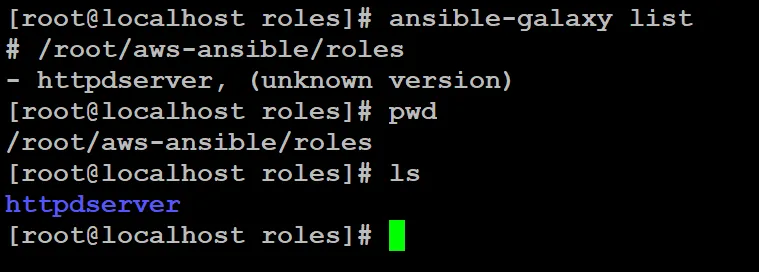 [root@localhost roles]# ansible-galaxy list
# /root/aws-ansible/roles
- httpdserver, (unknown version)
[root@localhost roles]# pwd
/root/aws-ansible/roles
[root@localhost roles]# ls
httpdserver
[root@localhost roles]#